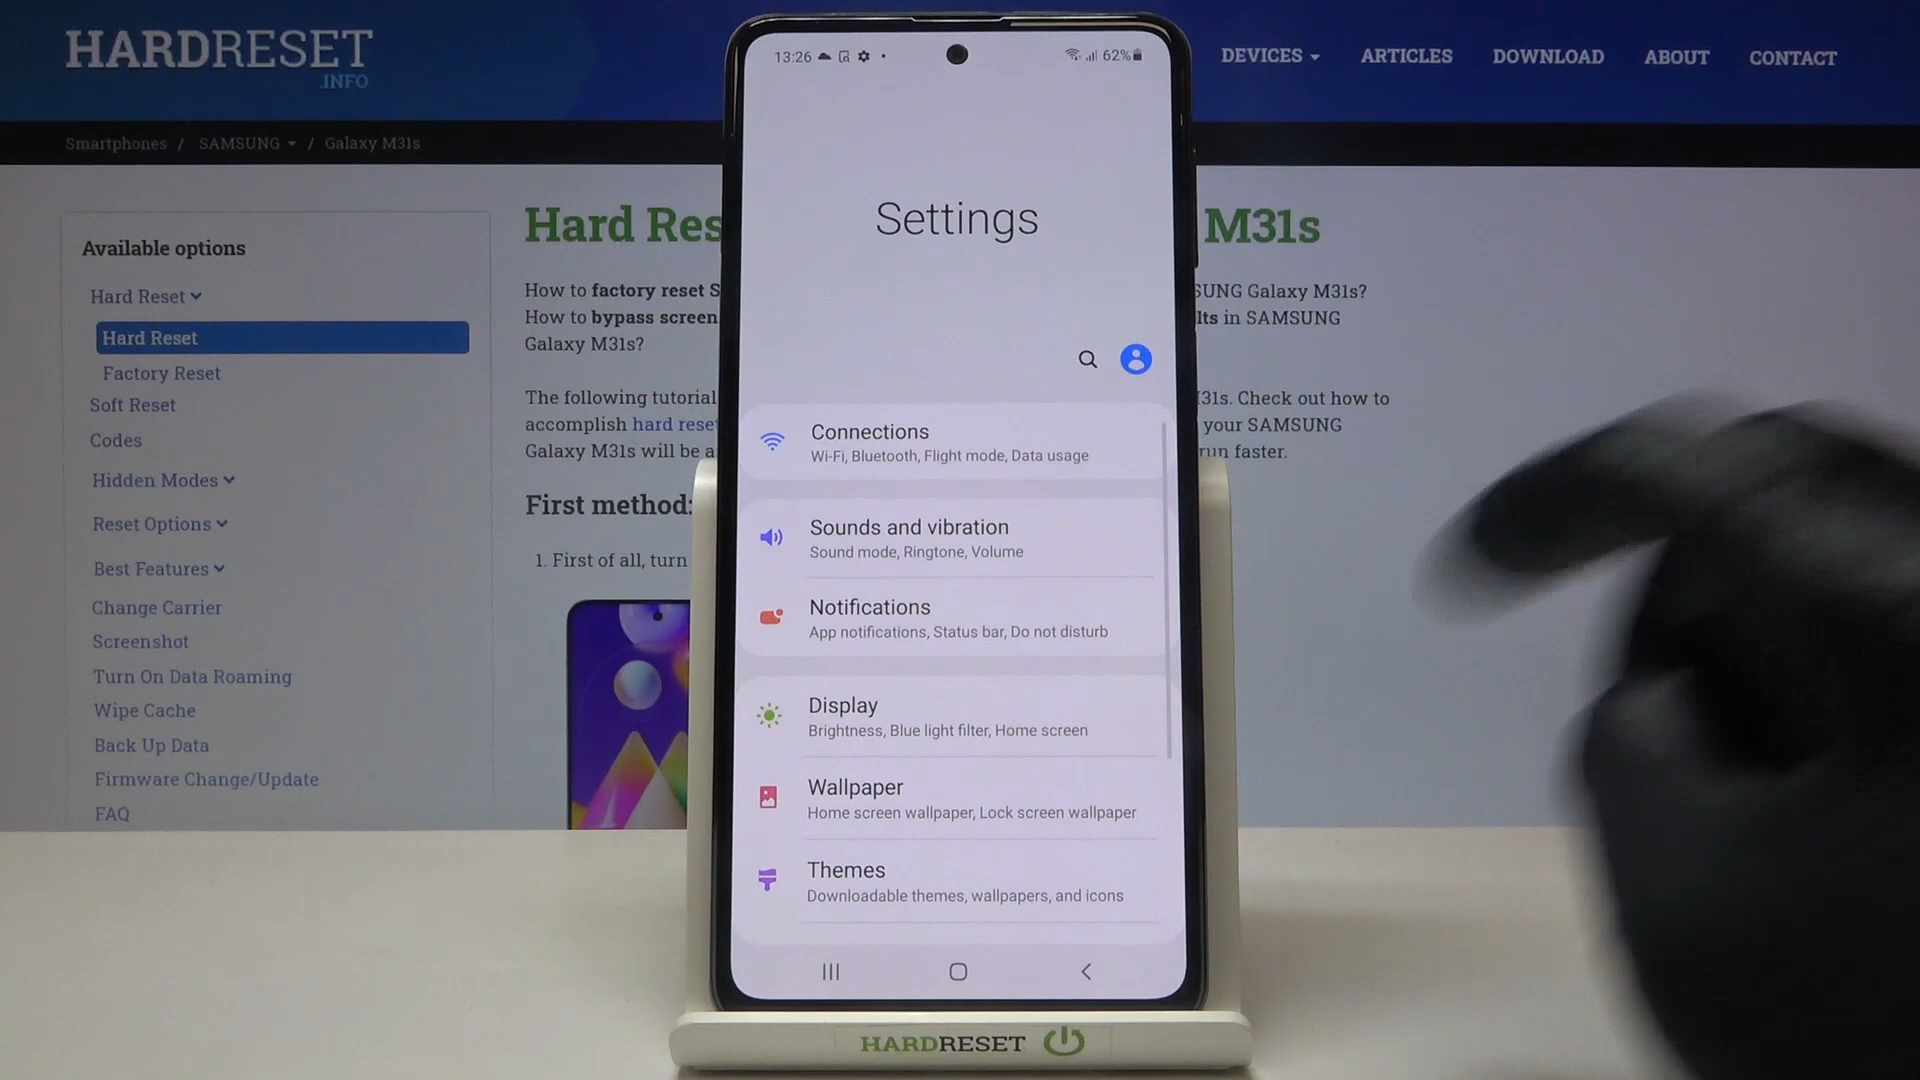 HARDRESET
.INFO
DEVICES ARTICLES DOWNLOAD ABOUT CONTACT
Smartphones / SAMSUNG / Galaxy M31s
Available options
Hard Reset
Hard Reset
Factory Reset
Soft Reset
Codes
Hidden Modes
Reset Options
Best Features
Change Carrier
Screenshot
Turn On Data Roaming
Wipe Cache
Back Up Data
Firmware Change/Update
FAQ
Hard Res M31s
How to factory reset S SUNG Galaxy M31s?
How to bypass screen lts in SAMSUNG
Galaxy M31s?
The following tutorial 31s. Check out how to
accomplish hard reset your SAMSUNG
Galaxy M31s will be a run faster.
First method:
1. First of all, turn
13:26 62%
Settings
Connections
Wi-Fi, Bluetooth, Flight mode, Data usage
Sounds and vibration
Sound mode, Ringtone, Volume
Notifications
App notifications, Status bar, Do not disturb
Display
Brightness, Blue light filter, Home screen
Wallpaper
Home screen wallpaper, Lock screen wallpaper
Themes
Downloadable themes, wallpapers, and icons
HARDRESET